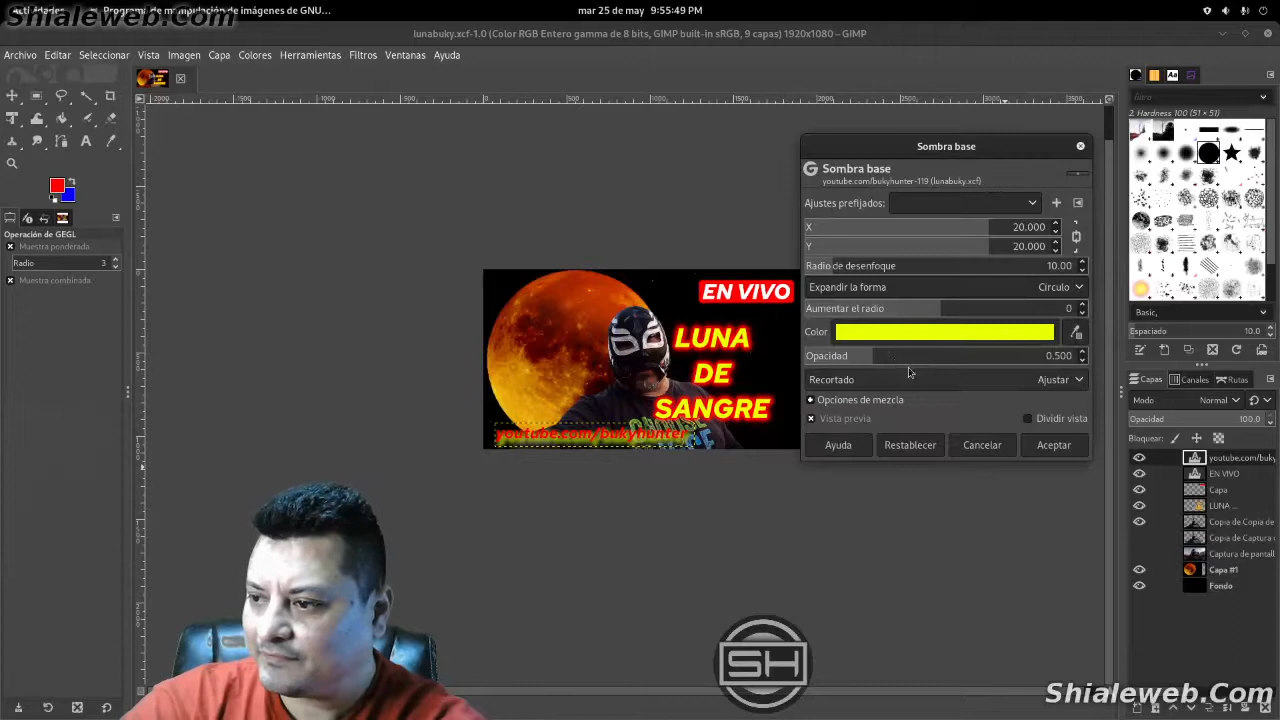 Actividades
Programa de manipulación de imágenes de GNU…
mar 25 de may 9:55:49 PM
Shialeweb.Com
lunabuky.xcf-1.0 (Color RGB Entero gamma de 8 bits, GIMP built-in sRGB, 9 capas) 1920x1080 – GIMP
Archivo Editar Seleccionar Vista Imagen Capa Colores Herramientas Filtros Ventanas Ayuda
Operación de GEGL
Muestra ponderada
Radio 3
Muestra combinada
EN VIVO
LUNA
DE
SANGRE
youtube.com/bukyhunter
Sombra base
Sombra base
youtube.com/bukyhunter-119 (lunabuky.xcf)
Ajustes prefijados:
X 20.000
Y 20.000
Radio de desenfoque 10.00
Expandir la forma Círculo
Aumentar el radio 0
Color
Opacidad 0.500
Recortado Ajustar
Opciones de mezcla
Vista previa Dividir vista
Ayuda Restablecer Cancelar Aceptar
filtro
2. Hardness 100 (51 × 51)
Basic,
Espaciado 10.0
Capas Canales Rutas
Modo Normal
Opacidad 100.0
Bloquear:
youtube.com/buky
EN VIVO
Capa
LUNA ...
Copia de Copia de
Copia de Captura
Captura de pantall
Capa #1
Fondo
SH
Shialeweb.Com